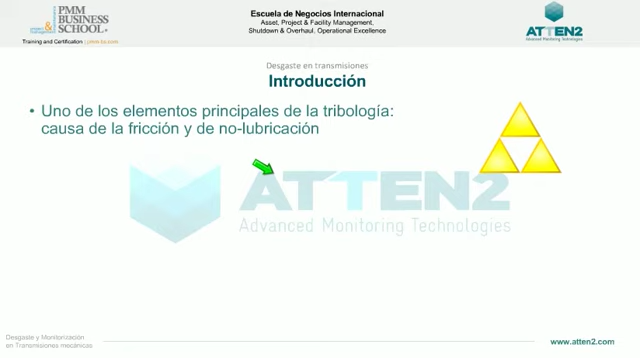 PMM
BUSINESS
SCHOOL
Training and Certification | pmm-bs.com
Escuela de Negocios Internacional
Asset, Project & Facility Management,
Shutdown & Overhaul, Operational Excellence
ATTEN2
Advanced Monitoring Technologies
Desgaste en transmisiones
Introducción
• Uno de los elementos principales de la tribología:
causa de la fricción y de no-lubricación
ATTEN2
Advanced Monitoring Technologies
Desgaste y Monitorización
en Transmisiones mecánicas
www.atten2.com